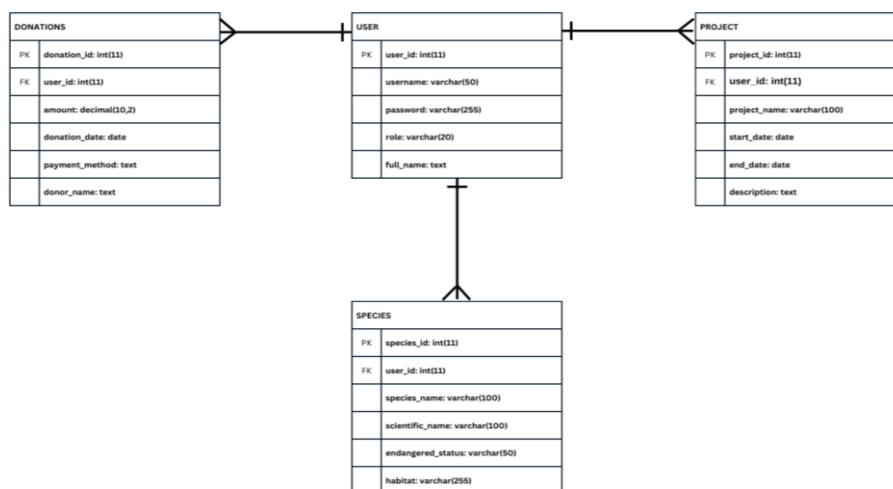 DONATIONS
PK donation_id: int(11)
FK user_id: int(11)
amount: decimal(10,2)
donation_date: date
payment_method: text
donor_name: text
USER
PK user_id: int(11)
username: varchar(50)
password: varchar(255)
role: varchar(20)
full_name: text
PROJECT
PK project_id: int(11)
FK user_id: int(11)
project_name: varchar(100)
start_date: date
end_date: date
description: text
SPECIES
PK species_id: int(11)
FK user_id: int(11)
species_name: varchar(100)
scientific_name: varchar(100)
endangered_status: varchar(50)
habitat: varchar(255)